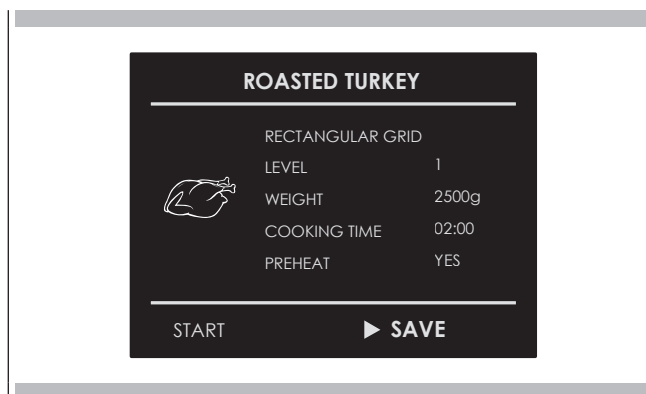 ROASTED TURKEY
RECTANGULAR GRID
LEVEL 1
WEIGHT 2500g
COOKING TIME 02:00
PREHEAT YES
START ▶ SAVE